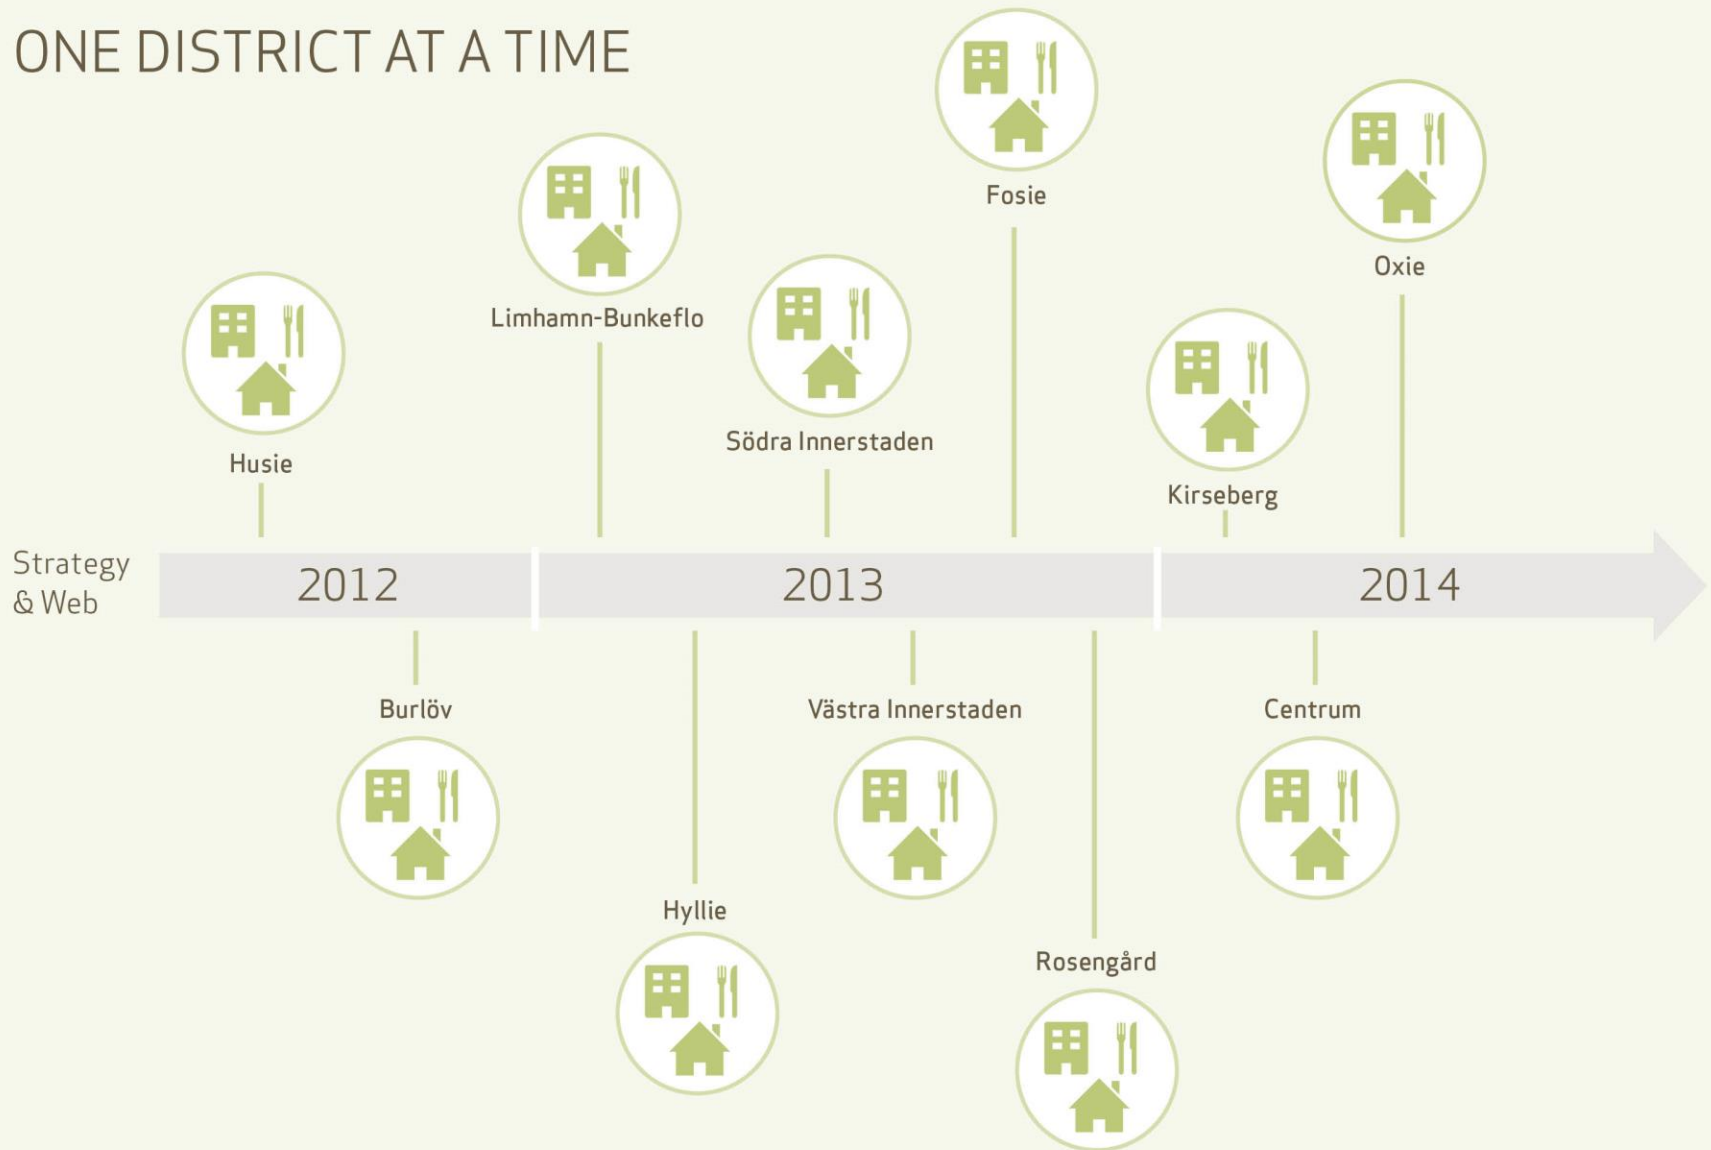 ONE DISTRICT AT A TIME
Fosie
Oxie
Limhamn-Bunkeflo
Södra Innerstaden
Husie
Kirseberg
Strategy
& Web
2012
2013
2014
Burlöv
Västra Innerstaden
Centrum
Hyllie
Rosengård